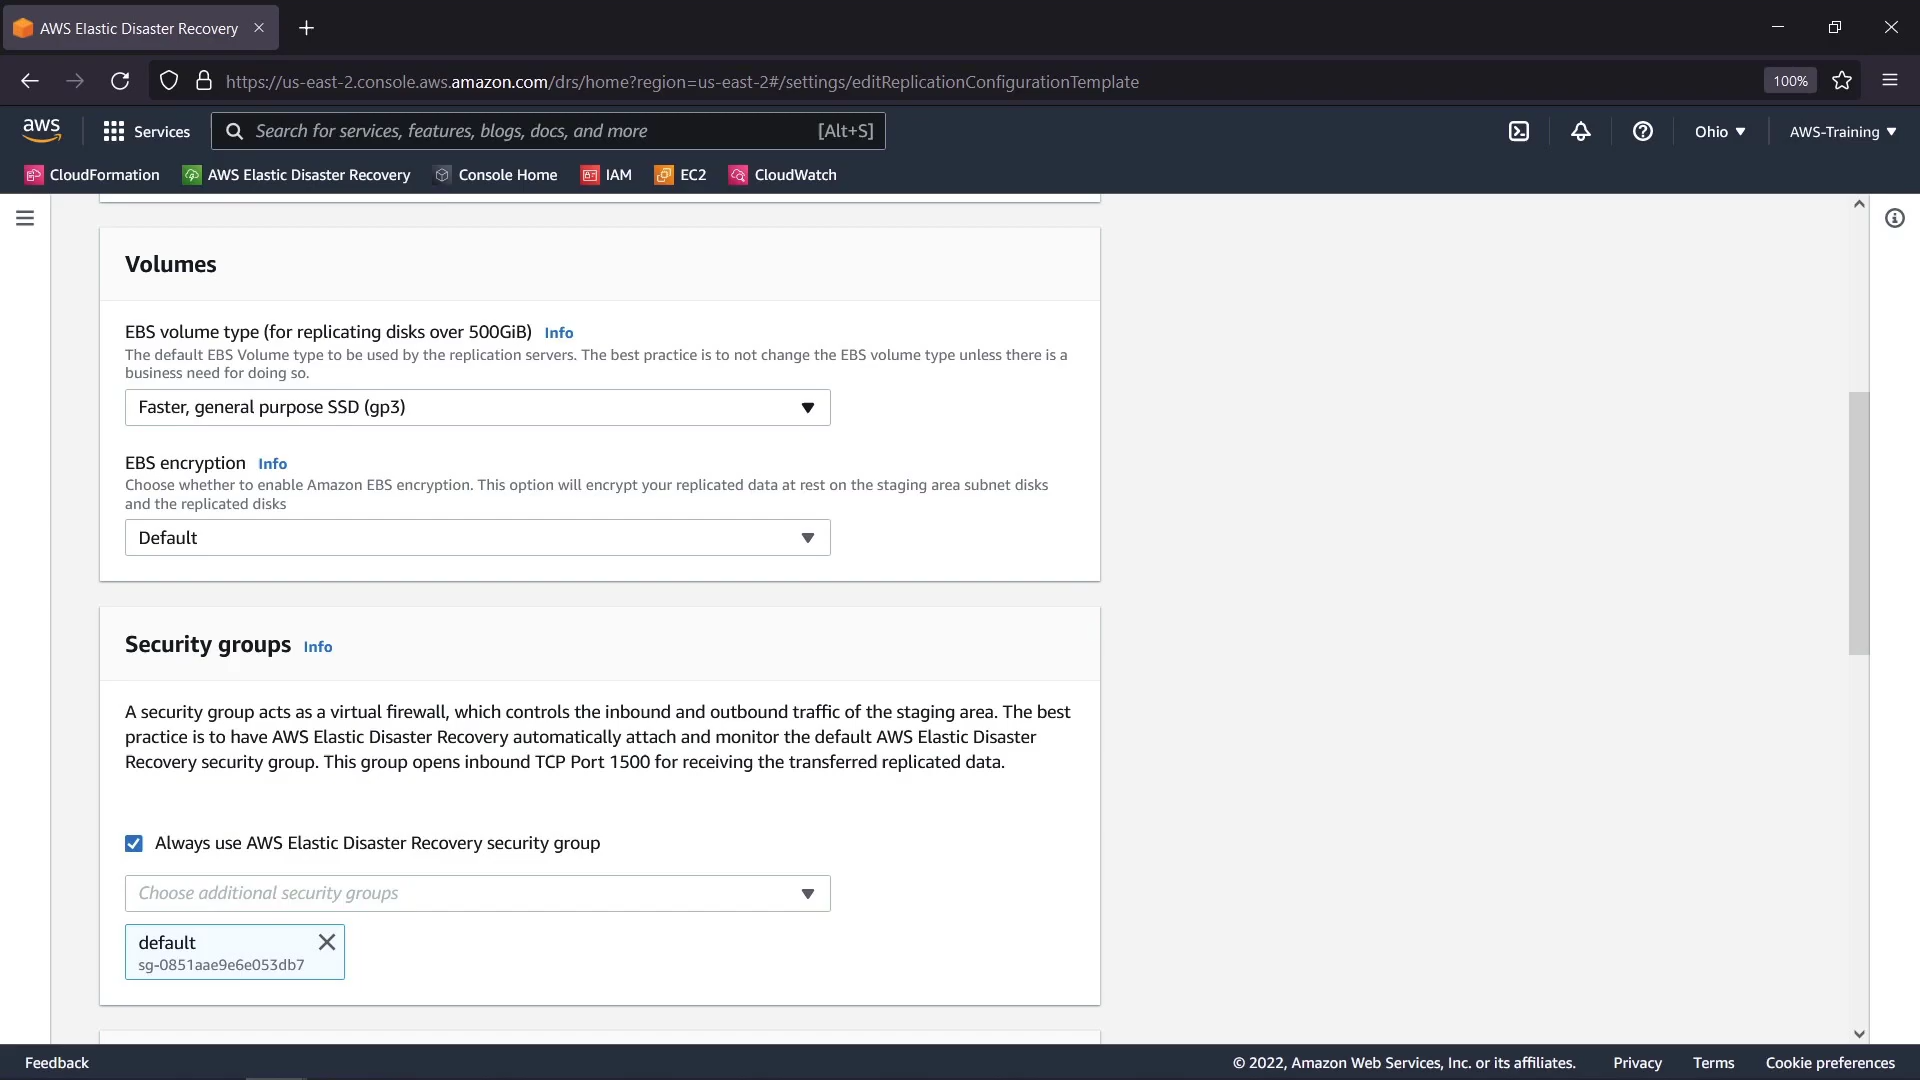 AWS Elastic Disaster Recovery
https://us-east-2.console.aws.amazon.com/drs/home?region=us-east-2#/settings/editReplicationConfigurationTemplate
100%
aws
Services
Search for services, features, blogs, docs, and more
[Alt+S]
Ohio
AWS-Training
CloudFormation
AWS Elastic Disaster Recovery
Console Home
IAM
EC2
CloudWatch
Volumes
EBS volume type (for replicating disks over 500GiB) Info
The default EBS Volume type to be used by the replication servers. The best practice is to not change the EBS volume type unless there is a
business need for doing so.
Faster, general purpose SSD (gp3)
EBS encryption Info
Choose whether to enable Amazon EBS encryption. This option will encrypt your replicated data at rest on the staging area subnet disks
and the replicated disks
Default
Security groups Info
A security group acts as a virtual firewall, which controls the inbound and outbound traffic of the staging area. The best
practice is to have AWS Elastic Disaster Recovery automatically attach and monitor the default AWS Elastic Disaster
Recovery security group. This group opens inbound TCP Port 1500 for receiving the transferred replicated data.
Always use AWS Elastic Disaster Recovery security group
Choose additional security groups
default
sg-0851aae9e6e053db7
Feedback
© 2022, Amazon Web Services, Inc. or its affiliates.
Privacy
Terms
Cookie preferences